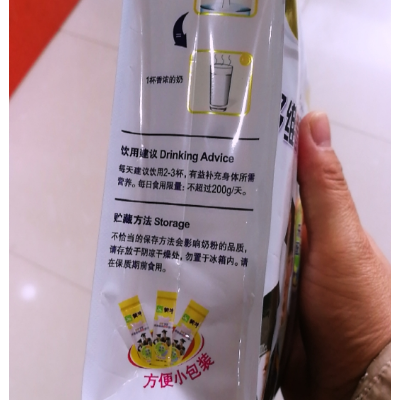 1杯香浓的奶
饮用建议 Drinking Advice
每天建议饮用2-3杯，有益补充身体所需
营养。每日食用限量：不超过200g/天。
贮藏方法 Storage
不恰当的保存方法会影响奶粉的品质，
请存放于阴凉干燥处，勿置于冰箱内。请
在保质期前食用。
方便小包装